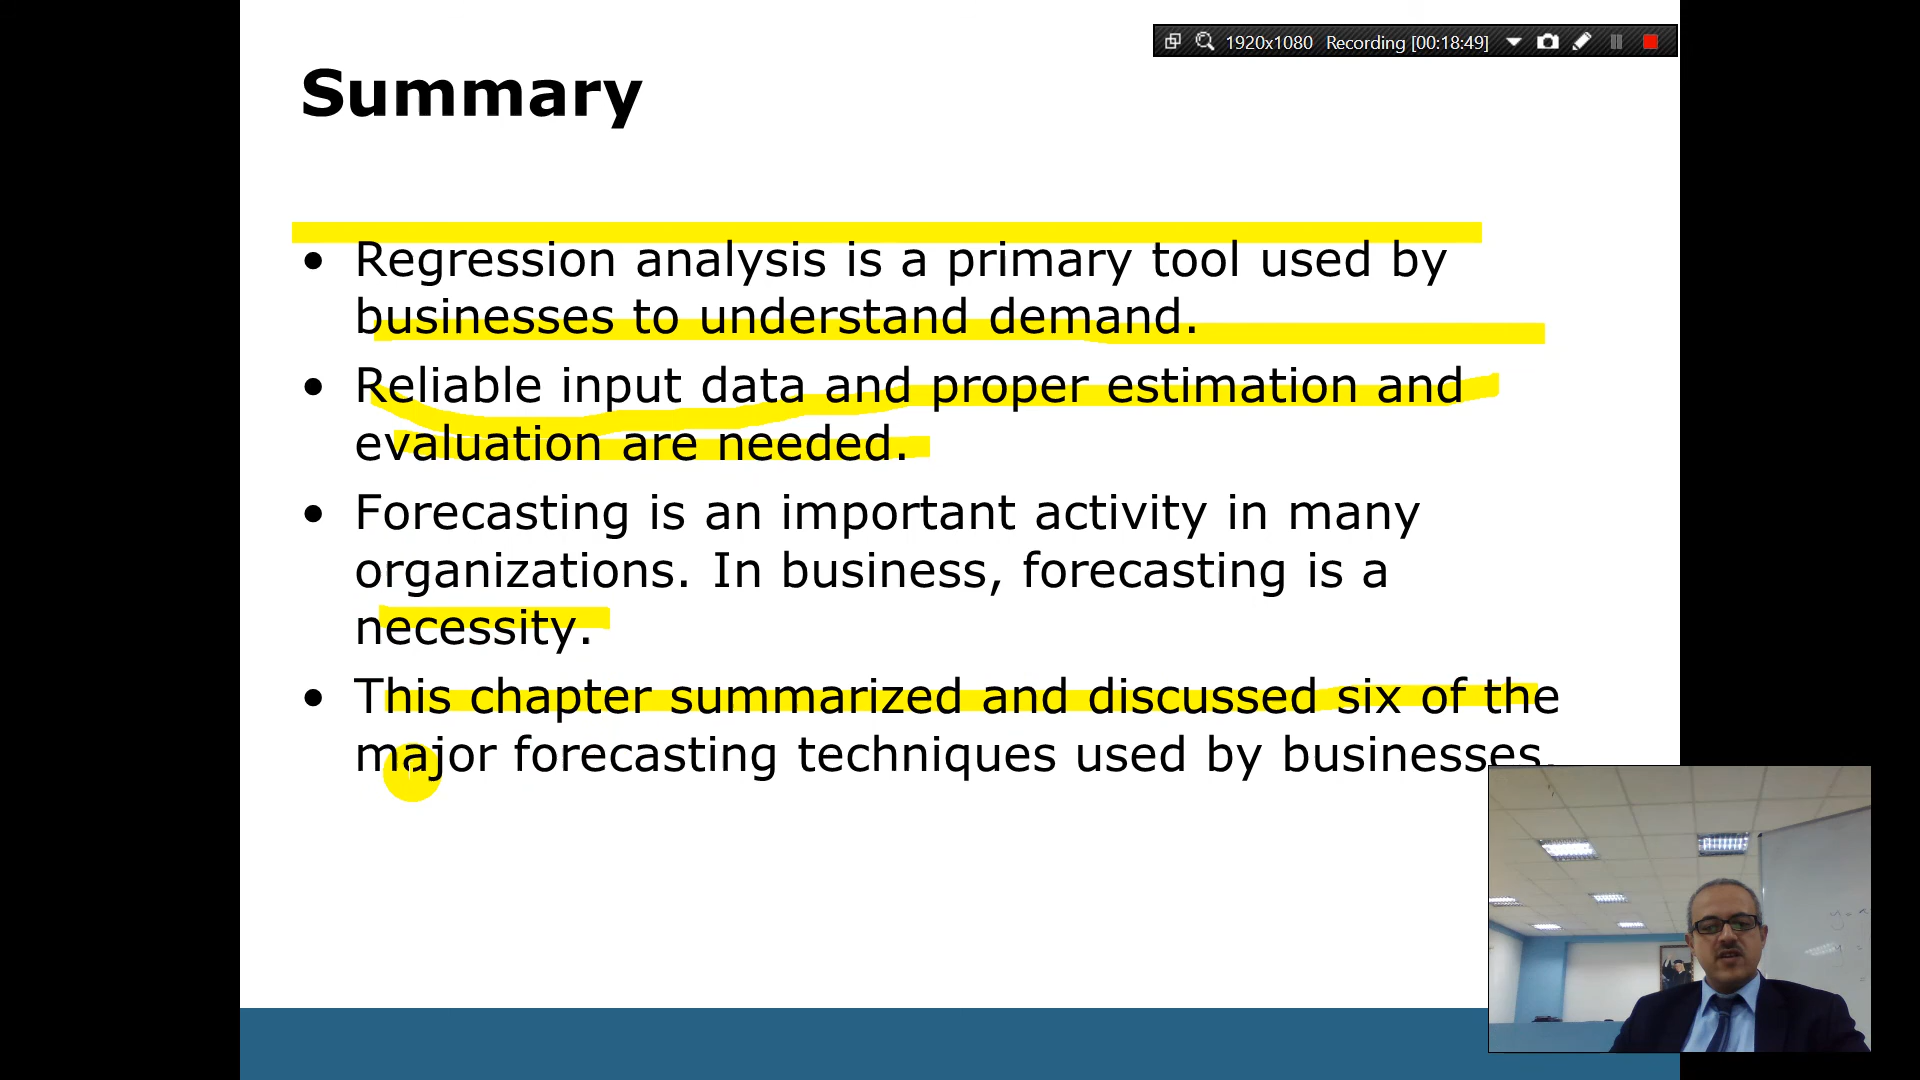 1920x1080 Recording [00:18:49]
Summary
• Regression analysis is a primary tool used by
businesses to understand demand.
• Reliable input data and proper estimation and
evaluation are needed.
• Forecasting is an important activity in many
organizations. In business, forecasting is a
necessity.
• This chapter summarized and discussed six of the
major forecasting techniques used by businesses.